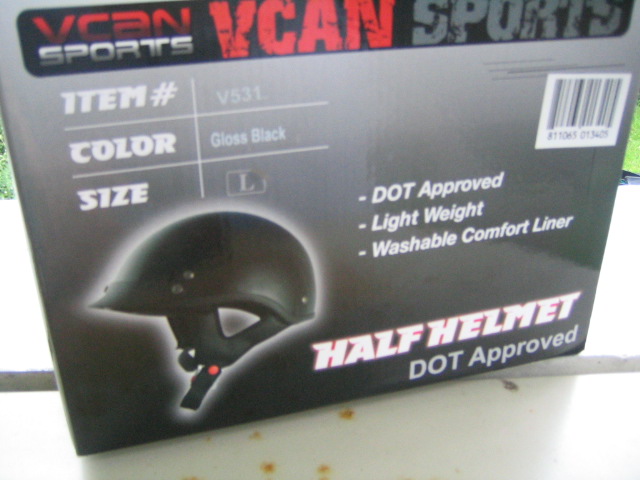 VCAN SPORTS
VCAN SPORTS
ITEM# V531
COLOR Gloss Black
SIZE L
811065 013405
- DOT Approved
- Light Weight
- Washable Comfort Liner
HALF HELMET
DOT Approved